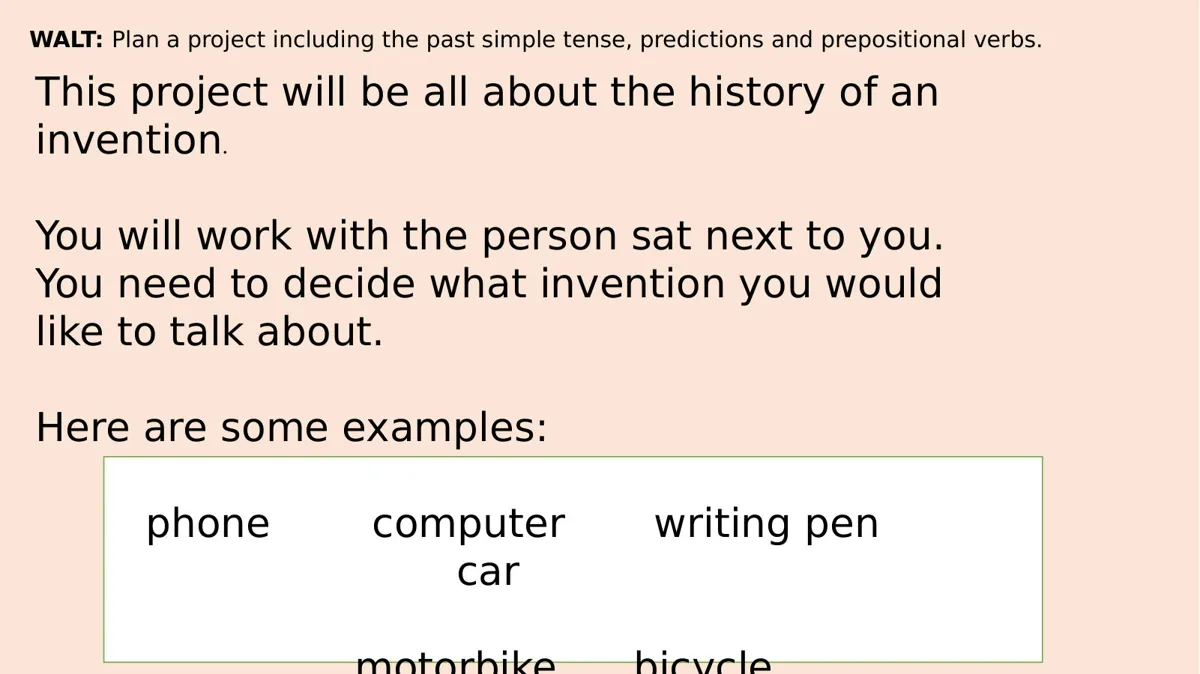 WALT: Plan a project including the past simple tense, predictions and prepositional verbs.
This project will be all about the history of an
invention.
You will work with the person sat next to you.
You need to decide what invention you would
like to talk about.
Here are some examples:
phone computer writing pen
car
motorbike bicycle